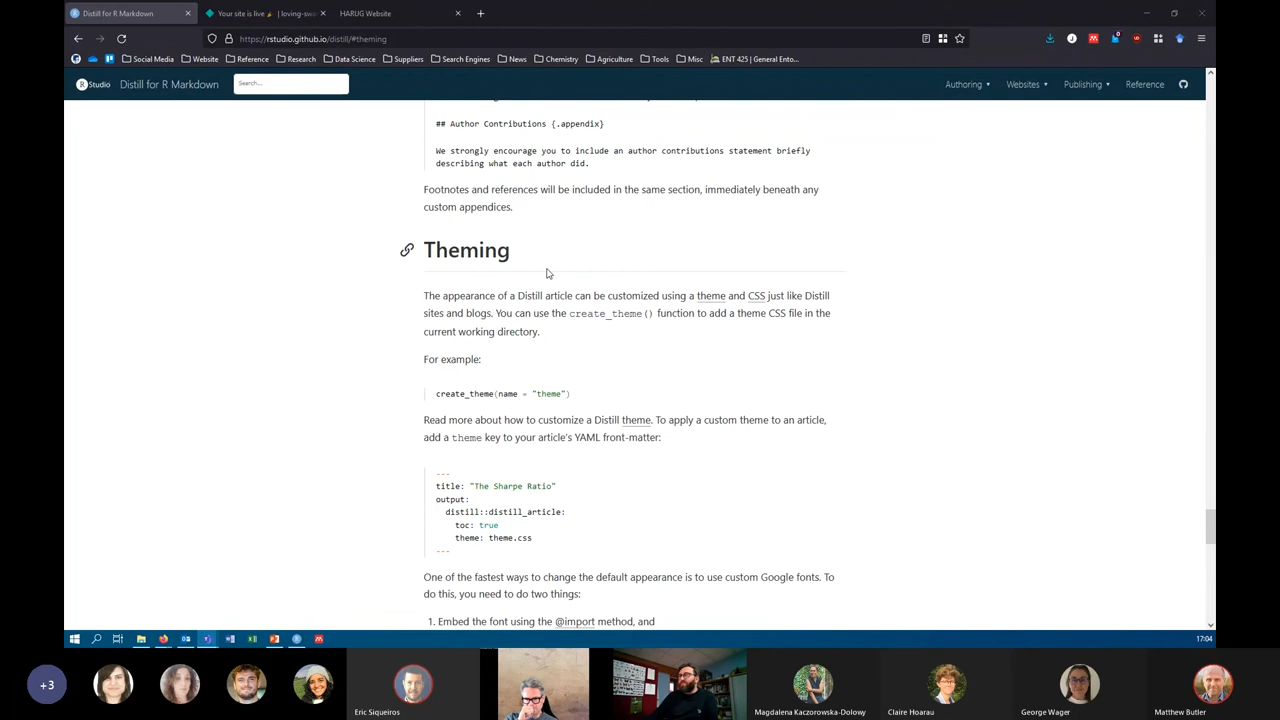 Distill for R Markdown
Your site is live 🎉 | loving-swa
HARUG Website
https://rstudio.github.io/distill/#theming
Social Media
Website
Reference
Research
Data Science
Suppliers
Search Engines
News
Chemistry
Agriculture
Tools
Misc
ENT 425 | General Ento...
R Studio
Distill for R Markdown
Search...
Authoring
Websites
Publishing
Reference
## Author Contributions {.appendix}
We strongly encourage you to include an author contributions statement briefly
describing what each author did.
Footnotes and references will be included in the same section, immediately beneath any
custom appendices.
Theming
The appearance of a Distill article can be customized using a theme and CSS just like Distill
sites and blogs. You can use the create_theme() function to add a theme CSS file in the
current working directory.
For example:
create_theme(name = "theme")
Read more about how to customize a Distill theme. To apply a custom theme to an article,
add a theme key to your article's YAML front-matter:
---
title: "The Sharpe Ratio"
output:
distill::distill_article:
toc: true
theme: theme.css
---
One of the fastest ways to change the default appearance is to use custom Google fonts. To
do this, you need to do two things:
1. Embed the font using the @import method, and
17:04
+3
Eric Siqueiros
Magdalena Kaczorowska-Dolowy
Claire Hoarau
George Wager
Matthew Butler